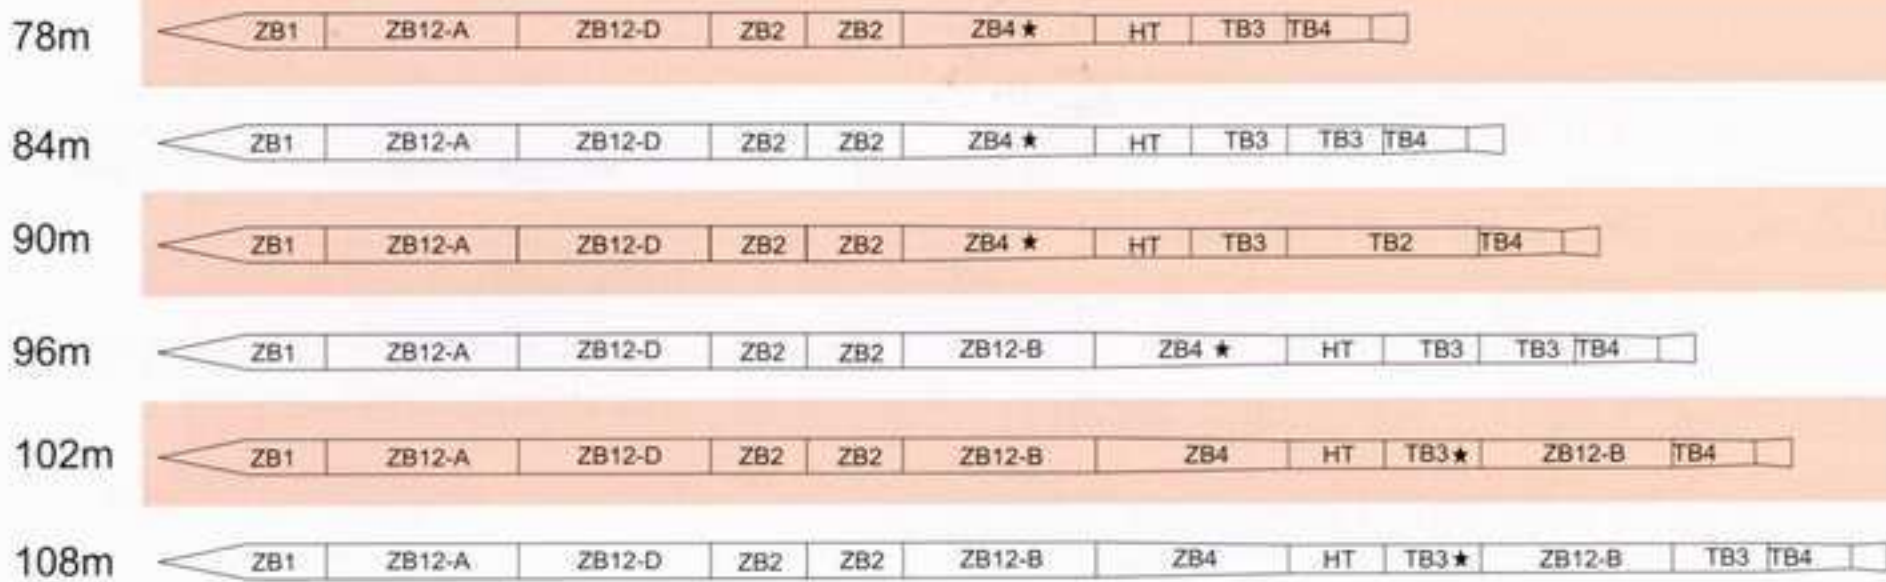 78m ZB1 ZB12-A ZB12-D ZB2 ZB2 ZB4★ HT TB3 TB4
84m ZB1 ZB12-A ZB12-D ZB2 ZB2 ZB4★ HT TB3 TB3 TB4
90m ZB1 ZB12-A ZB12-D ZB2 ZB2 ZB4 ★ HT TB3 TB2 TB4
96m ZB1 ZB12-A ZB12-D ZB2 ZB2 ZB12-B ZB4 ★ HT TB3 TB3 TB4
102m ZB1 ZB12-A ZB12-D ZB2 ZB2 ZB12-B ZB4 HT TB3★ ZB12-B TB4
108m ZB1 ZB12-A ZB12-D ZB2 ZB2 ZB12-B ZB4 HT TB3★ ZB12-B TB3 TB4